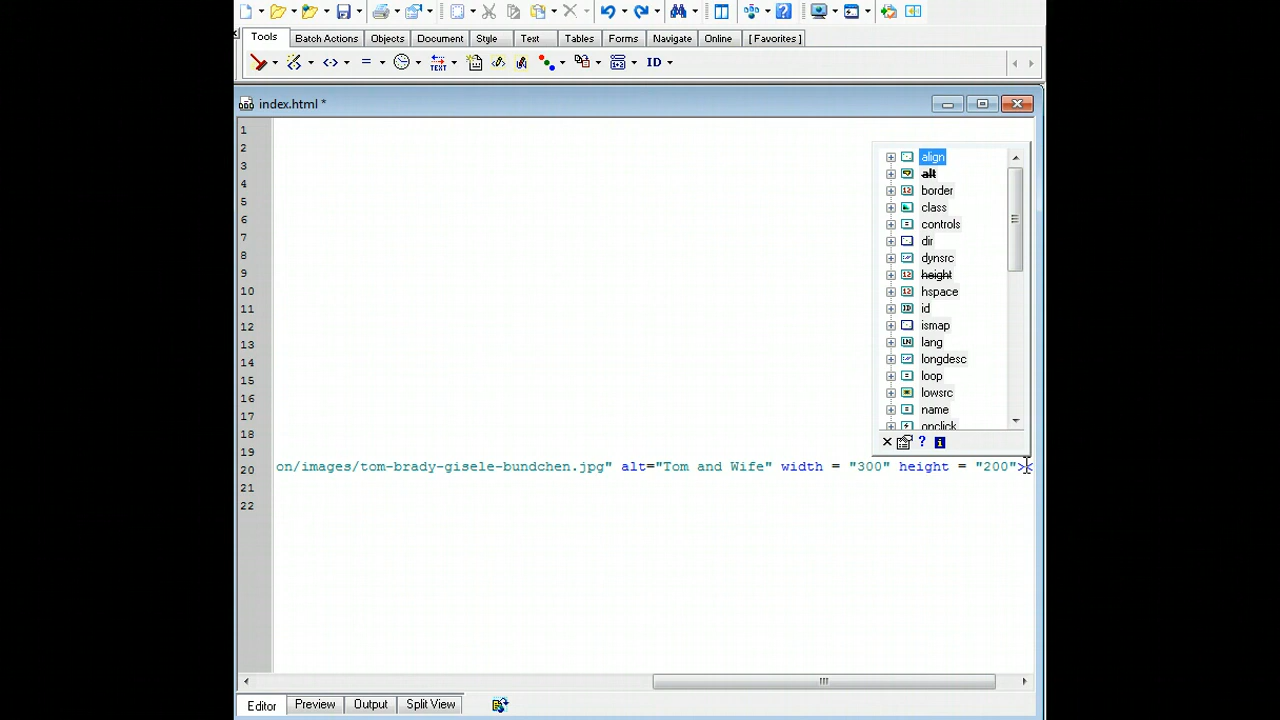 Tools Batch Actions Objects Document Style Text Tables Forms Navigate Online [ Favorites ]
TEXT ID
index.html *
1
2
3
4
5
6
7
8
9
10
11
12
13
14
15
16
17
18
19
20 on/images/tom-brady-gisele-bundchen.jpg" alt="Tom and Wife" width = "300" height = "200"><
21
22
align
alt
border
class
controls
dir
dynsrc
height
hspace
id
ismap
lang
longdesc
loop
lowsrc
name
onclick
Editor Preview Output Split View